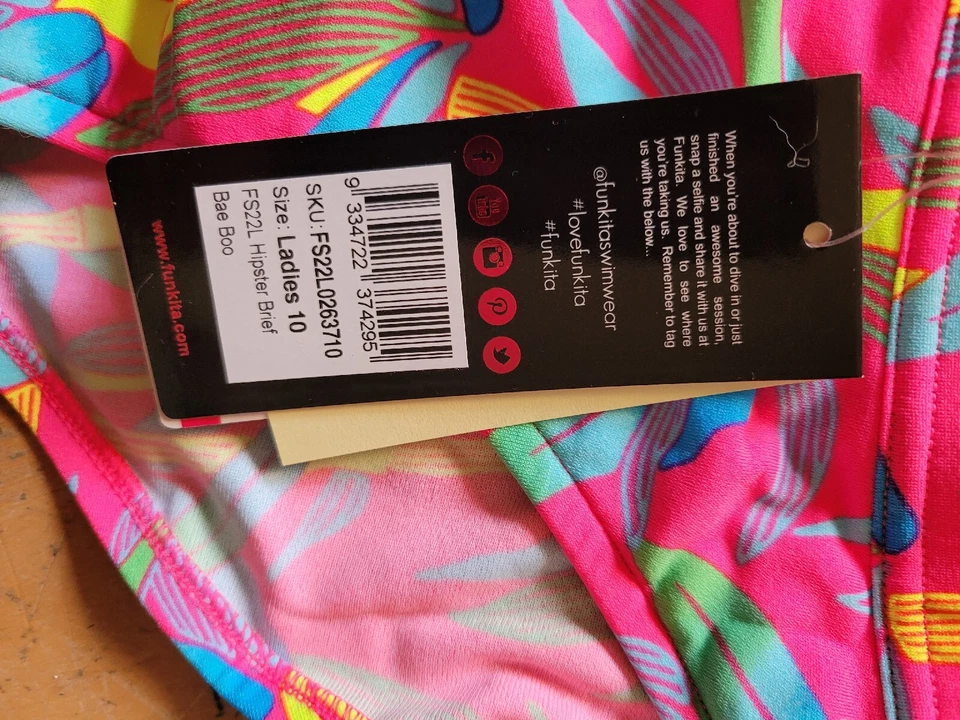 When you're about to dive in or just
finished an awesome session,
snap a selfie and share it with us at
Funkita. We love to see where
you're taking us. Remember to tag
us with the below...
@funkitaswimwear
#lovefunkita
#funkita
9 334722 374295
SKU:FS22L0263710
Size: Ladies 10
FS22L Hipster Brief
Bae Boo
www.funkita.com